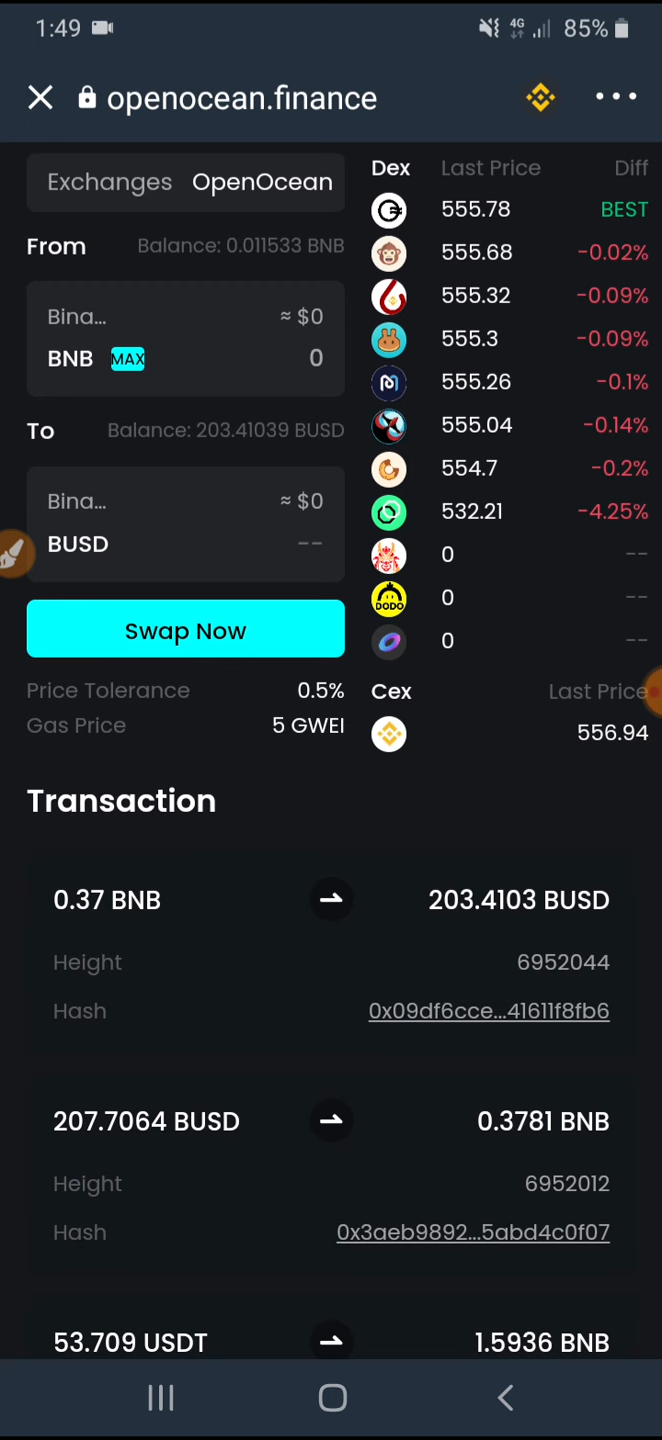 1:49 4G 85%
openocean.finance
Exchanges OpenOcean
From Balance: 0.011533 BNB
Bina... ≈ $0
BNB MAX 0
To Balance: 203.41039 BUSD
Bina... ≈ $0
BUSD --
Swap Now
Price Tolerance 0.5%
Gas Price 5 GWEI
Dex Last Price Diff
555.78 BEST
555.68 -0.02%
555.32 -0.09%
555.3 -0.09%
555.26 -0.1%
555.04 -0.14%
554.7 -0.2%
532.21 -4.25%
0 --
DODO 0 --
0 --
Cex Last Price
556.94
Transaction
0.37 BNB 203.4103 BUSD
Height 6952044
Hash 0x09df6cce...41611f8fb6
207.7064 BUSD 0.3781 BNB
Height 6952012
Hash 0x3aeb9892...5abd4c0f07
53.709 USDT 1.5936 BNB